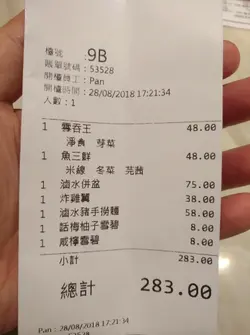 檯號 :9B
賬單號碼 : 53528
開檯員工 : Pan
開檯時間 : 28/08/2018 17:21:34
人數 : 1
1 雲吞王 48.00
淨食 芽菜
1 魚三鮮 48.00
米線 冬菜 芫茜
1 滷水併盆 75.00
1 炸雞翼 38.00
1 滷水豬手撈麵 58.00
1 話梅柚子雪碧 8.00
1 咸檸雪碧 8.00
小計 283.00
總計 283.00
Pan : 28/08/2018 17:21:34